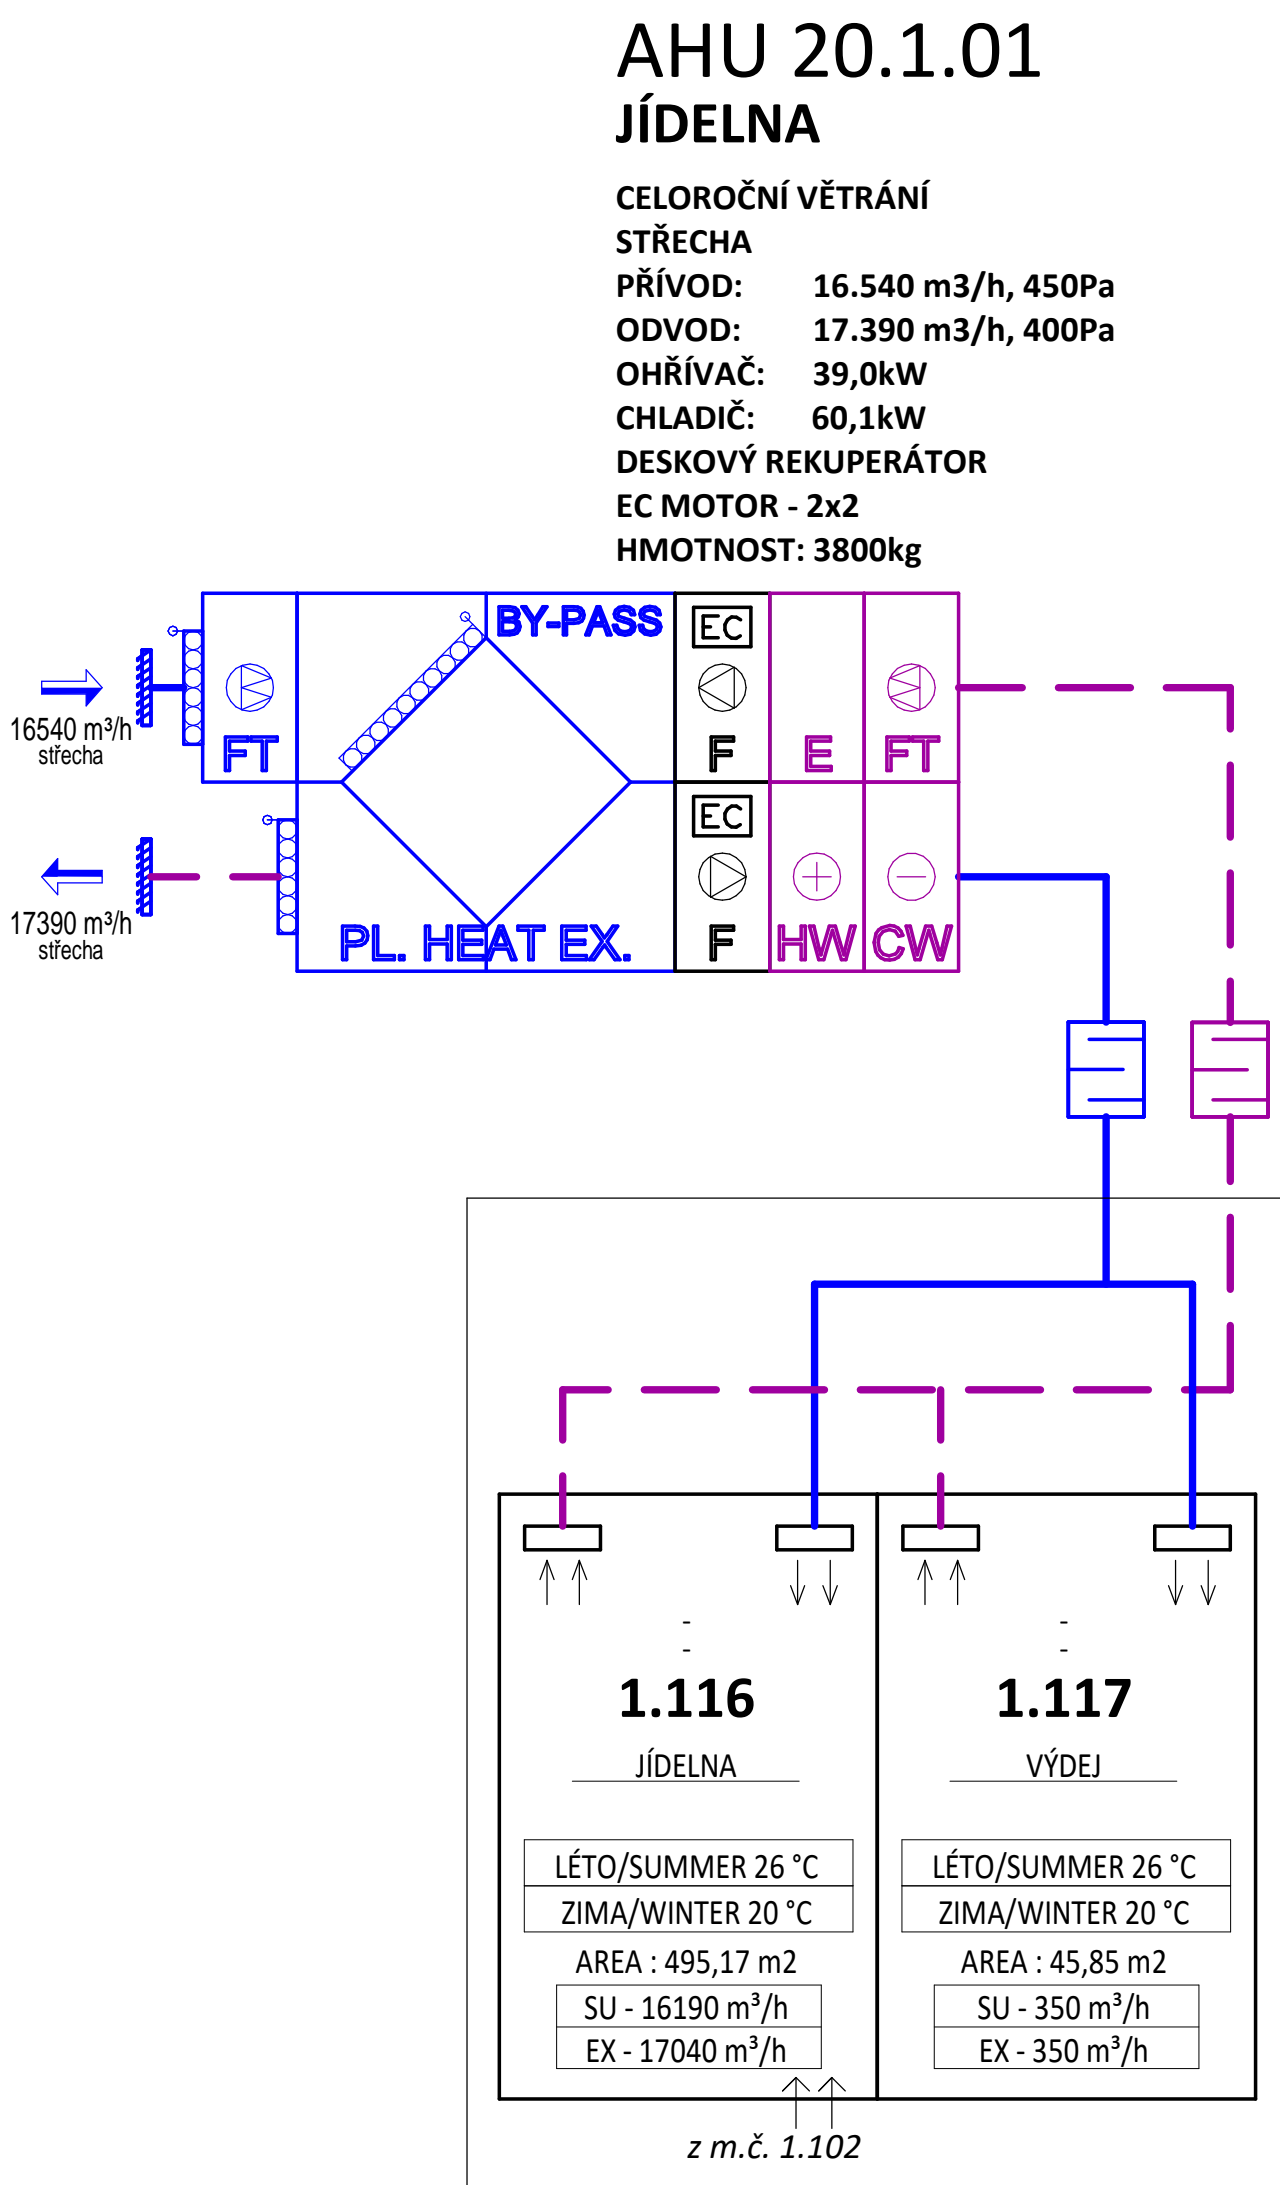 AHU 20.1.01
JÍDELNA
CELOROČNÍ VĚTRÁNÍ
STŘECHA
PŘÍVOD: 16.540 m3/h, 450Pa
ODVOD: 17.390 m3/h, 400Pa
OHŘÍVAČ: 39,0kW
CHLADIČ: 60,1kW
DESKOVÝ REKUPERÁTOR
EC MOTOR - 2x2
HMOTNOST: 3800kg
BY-PASS
EC
16540 m³/h
střecha
FT
F
E
FT
EC
17390 m³/h
střecha
PL. HEAT EX.
F
HW
CW
-
-
1.116
JÍDELNA
LÉTO/SUMMER 26 °C
ZIMA/WINTER 20 °C
AREA : 495,17 m2
SU - 16190 m³/h
EX - 17040 m³/h
-
-
1.117
VÝDEJ
LÉTO/SUMMER 26 °C
ZIMA/WINTER 20 °C
AREA : 45,85 m2
SU - 350 m³/h
EX - 350 m³/h
z m.č. 1.102